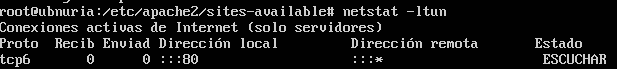 root@ubnuria:/etc/apache2/sites-available# netstat -ltun
Conexiones activas de Internet (solo servidores)
Proto Recib Enviad Dirección local Dirección remota Estado
tcp6 0 0 :::80 :::* ESCUCHAR